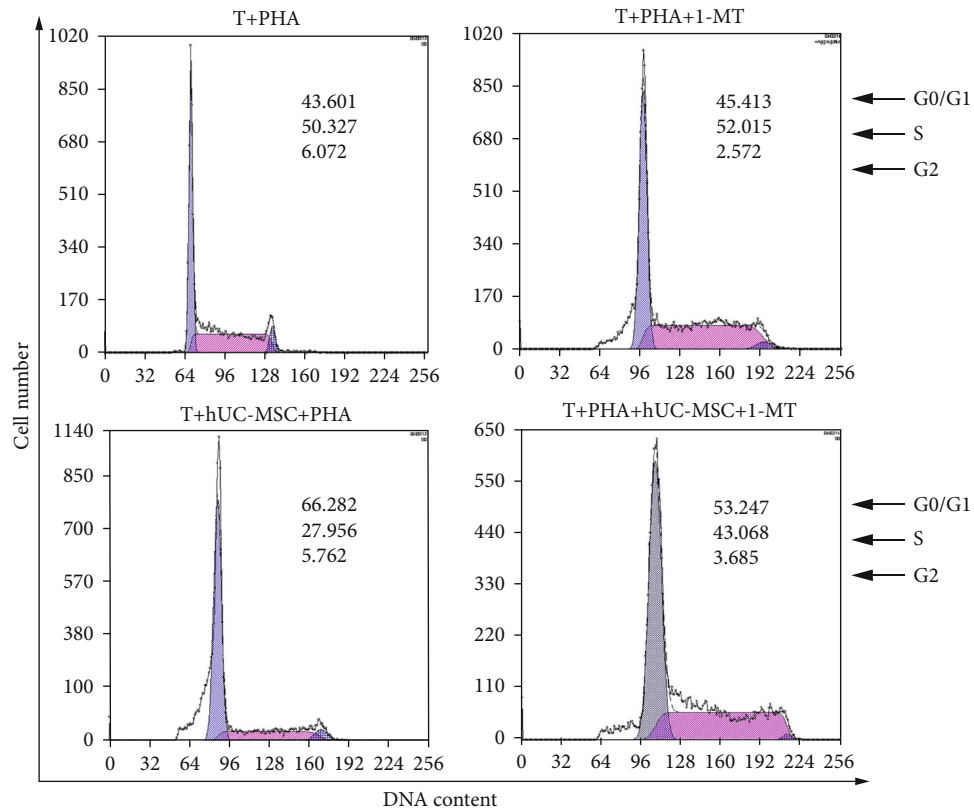 T+PHA
1020
850
680
510
340
170
0
43.601
50.327
6.072
0 32 64 96 128 160 192 224 256
T+PHA+1-MT
1020
850
680
510
340
170
0
45.413
52.015
2.572
0 32 64 96 128 160 192 224 256
G0/G1
S
G2
T+hUC-MSC+PHA
1140
850
700
570
380
100
0
66.282
27.956
5.762
0 32 64 96 128 160 192 224 256
T+PHA+hUC-MSC+1-MT
650
550
440
330
220
110
0
53.247
43.068
3.685
0 32 64 96 128 160 192 224 256
G0/G1
S
G2
Cell number
DNA content